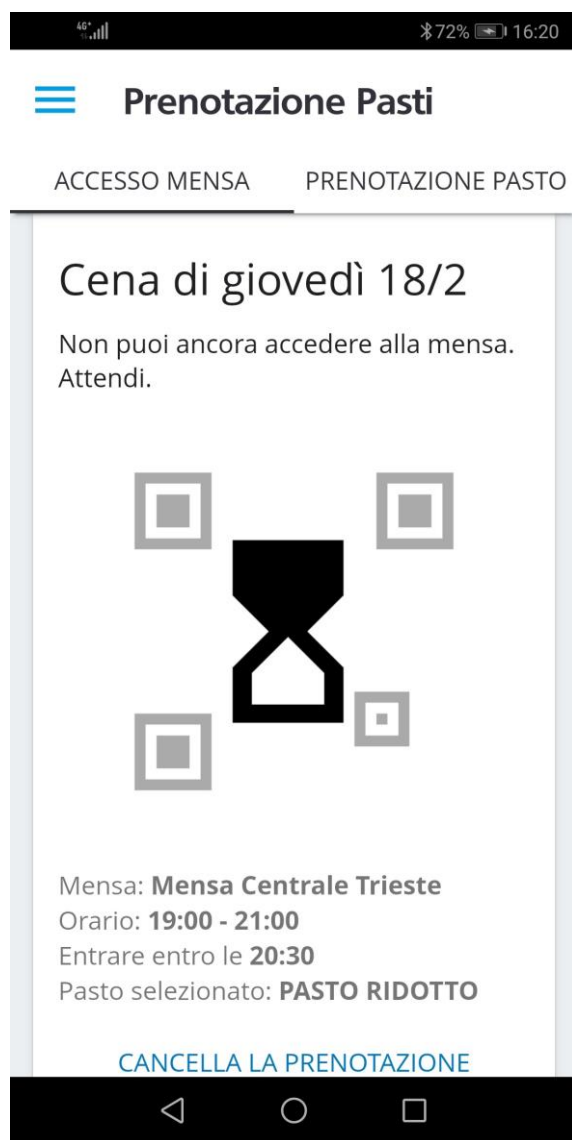 4G+ 72% 16:20
Prenotazione Pasti
ACCESSO MENSA PRENOTAZIONE PASTO
Cena di giovedì 18/2
Non puoi ancora accedere alla mensa.
Attendi.
Mensa: Mensa Centrale Trieste
Orario: 19:00 - 21:00
Entrare entro le 20:30
Pasto selezionato: PASTO RIDOTTO
CANCELLA LA PRENOTAZIONE